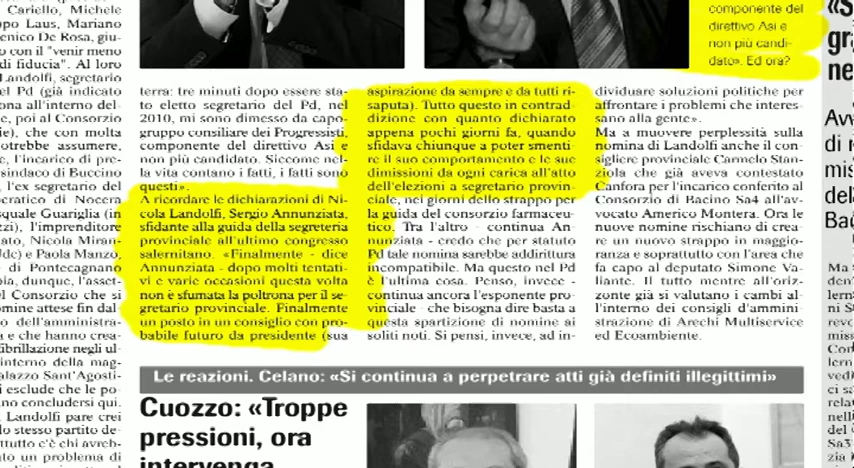 Cariello, Michele
ppo Laus, Mariano
enico De Rosa, giu-
o con il "venir meno
di fiducia". Al loro
Landolfi, segretario
el Pd (già indicato
ona all'interno del-
e, poi al Consorzio
ie), che con molta
otrebbe assumere,
e, l'incarico di pre-
sindaco di Buccino
l'ex segretario del
ocratico di Nocera
squale Guariglia (in
zzi), l'imprenditore
ato, Nicola Miran-
Udc) e Paola Manzo,
di Pontecagnano
bia, dunque, l'asset-
el Consorzio che si
omine attese fin dal
o dell'amministra-
e che hanno crea-
fibrillazione negli ul-
interno della mag-
alazzo Sant'Agosti-
i esclude che le po-
no concludersi qui.
Landolfi pare crei
lo stesso partito de-
ttutto c'è chi avreb-
ato un problema di
terra: tre minuti dopo essere sta-
to eletto segretario del Pd, nel
2010, mi sono dimesso da capo-
gruppo consiliare dei Progressisti,
componente del direttivo Asi e
non più candidato. Siccome nel-
la vita contano i fatti, i fatti sono
questi».
A ricordare le dichiarazioni di Ni-
cola Landolfi, Sergio Annunziata,
sfidante alla guida della segreteria
provinciale all'ultimo congresso
salernitano. «Finalmente - dice
Annunziata - dopo molti tentati-
vi e varie occasioni questa volta
non è sfumata la poltrona per il se-
gretario provinciale. Finalmente
un posto in un consiglio con pro-
babile futuro da presidente (sua
aspirazione da sempre e da tutti ri-
saputa). Tutto questo in contrad-
dizione con quanto dichiarato
appena pochi giorni fa, quando
sfidava chiunque a poter smenti-
re il suo comportamento e le sue
dimissioni da ogni carica all'atto
dell'elezioni a segretario provin-
ciale, nei giorni dello strappo per
la guida del consorzio farmaceu-
tico. Tra l'altro - continua An-
nunziata - credo che per statuto
Pd tale nomina sarebbe addirittura
incompatibile. Ma questo nel Pd
è l'ultima cosa. Penso, invece -
continua ancora l'esponente pro-
vinciale - che bisogna dire basta a
questa spartizione di nomine ai
soliti noti. Si pensi, invece, ad in-
componente del
direttivo Asi e
non più candi-
dato». Ed ora?
dividuare soluzioni politiche per
affrontare i problemi che interes-
sano alla gente».
Ma a muovere perplessità sulla
nomina di Landolfi anche il con-
sigliere provinciale Carmelo Stan-
ziola che già aveva contestato
Canfora per l'incarico conferito al
Consorzio di Bacino Sa4 all'av-
vocato Americo Montera. Ora le
nuove nomine rischiano di crea-
re un nuovo strappo in maggio-
ranza e soprattutto con l'area che
fa capo al deputato Simone Va-
liante. Il tutto mentre all'oriz-
zonte già si valutano i cambi al-
l'interno dei consigli d'ammini-
strazione di Arechi Multiservice
ed Ecoambiente.
Le reazioni. Celano: «Si continua a perpetrare atti già definiti illegittimi»
Cuozzo: «Troppe
pressioni, ora
intervenga
«S
gra
ne
Avv
di r
mis
del
Ba